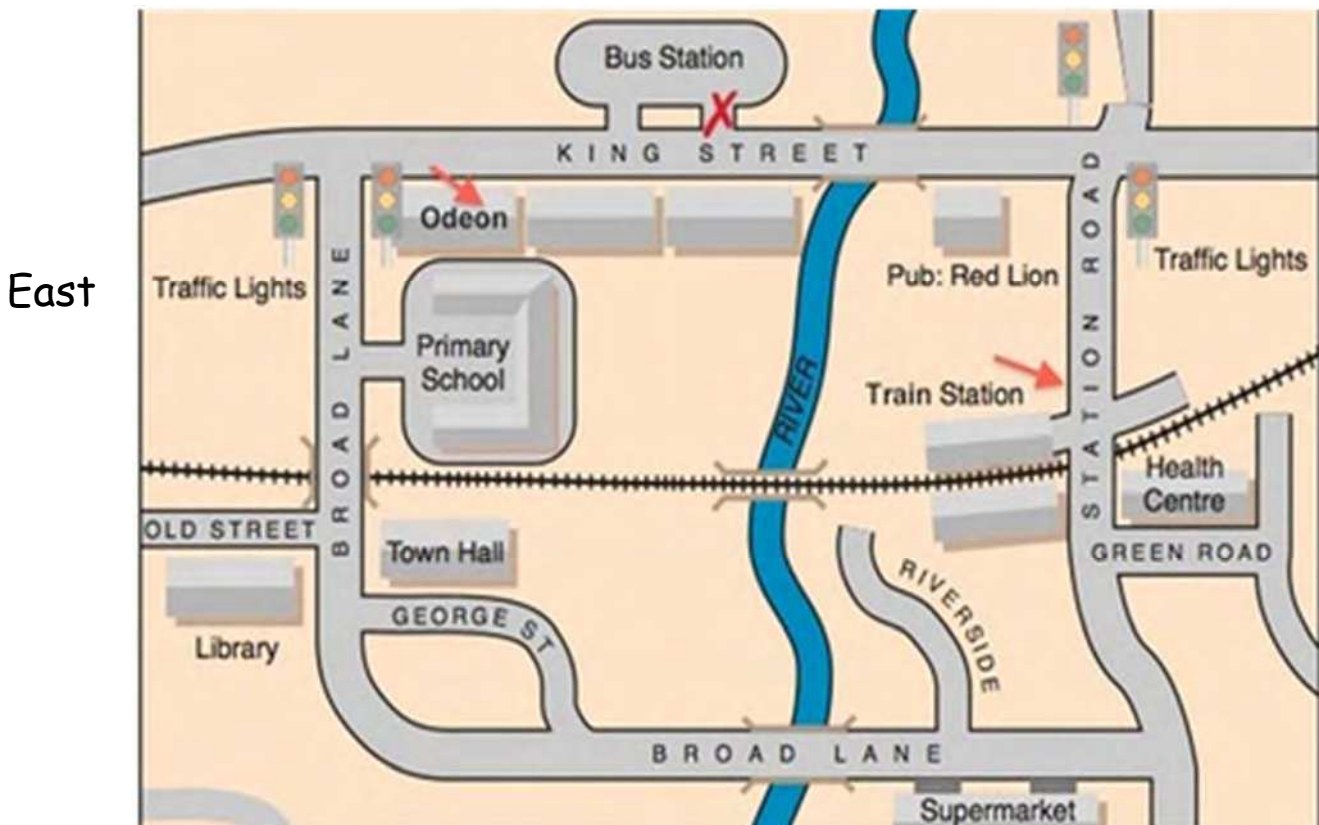 Bus Station
X
KING STREET
Odeon
East
Traffic Lights
BROAD LANE
Pub: Red Lion
STATION ROAD
Traffic Lights
Primary
School
RIVER
Train Station
Health
Centre
OLD STREET
Town Hall
GREEN ROAD
GEORGE ST
RIVERSIDE
Library
BROAD LANE
Supermarket